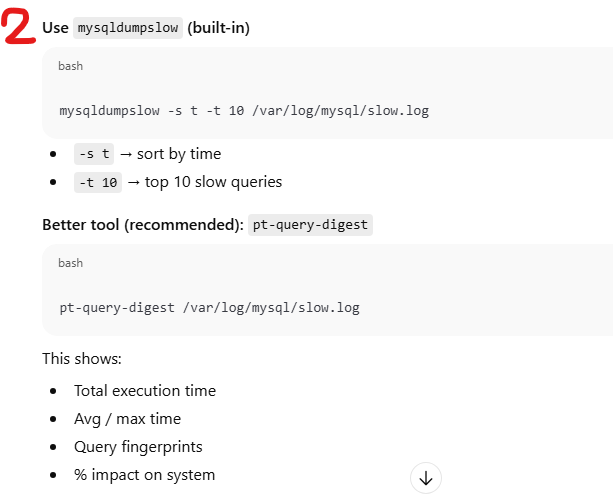 2
Use mysqldumpslow (built-in)
bash
mysqldumpslow -s t -t 10 /var/log/mysql/slow.log
• -s t → sort by time
• -t 10 → top 10 slow queries
Better tool (recommended): pt-query-digest
bash
pt-query-digest /var/log/mysql/slow.log
This shows:
• Total execution time
• Avg / max time
• Query fingerprints
• % impact on system